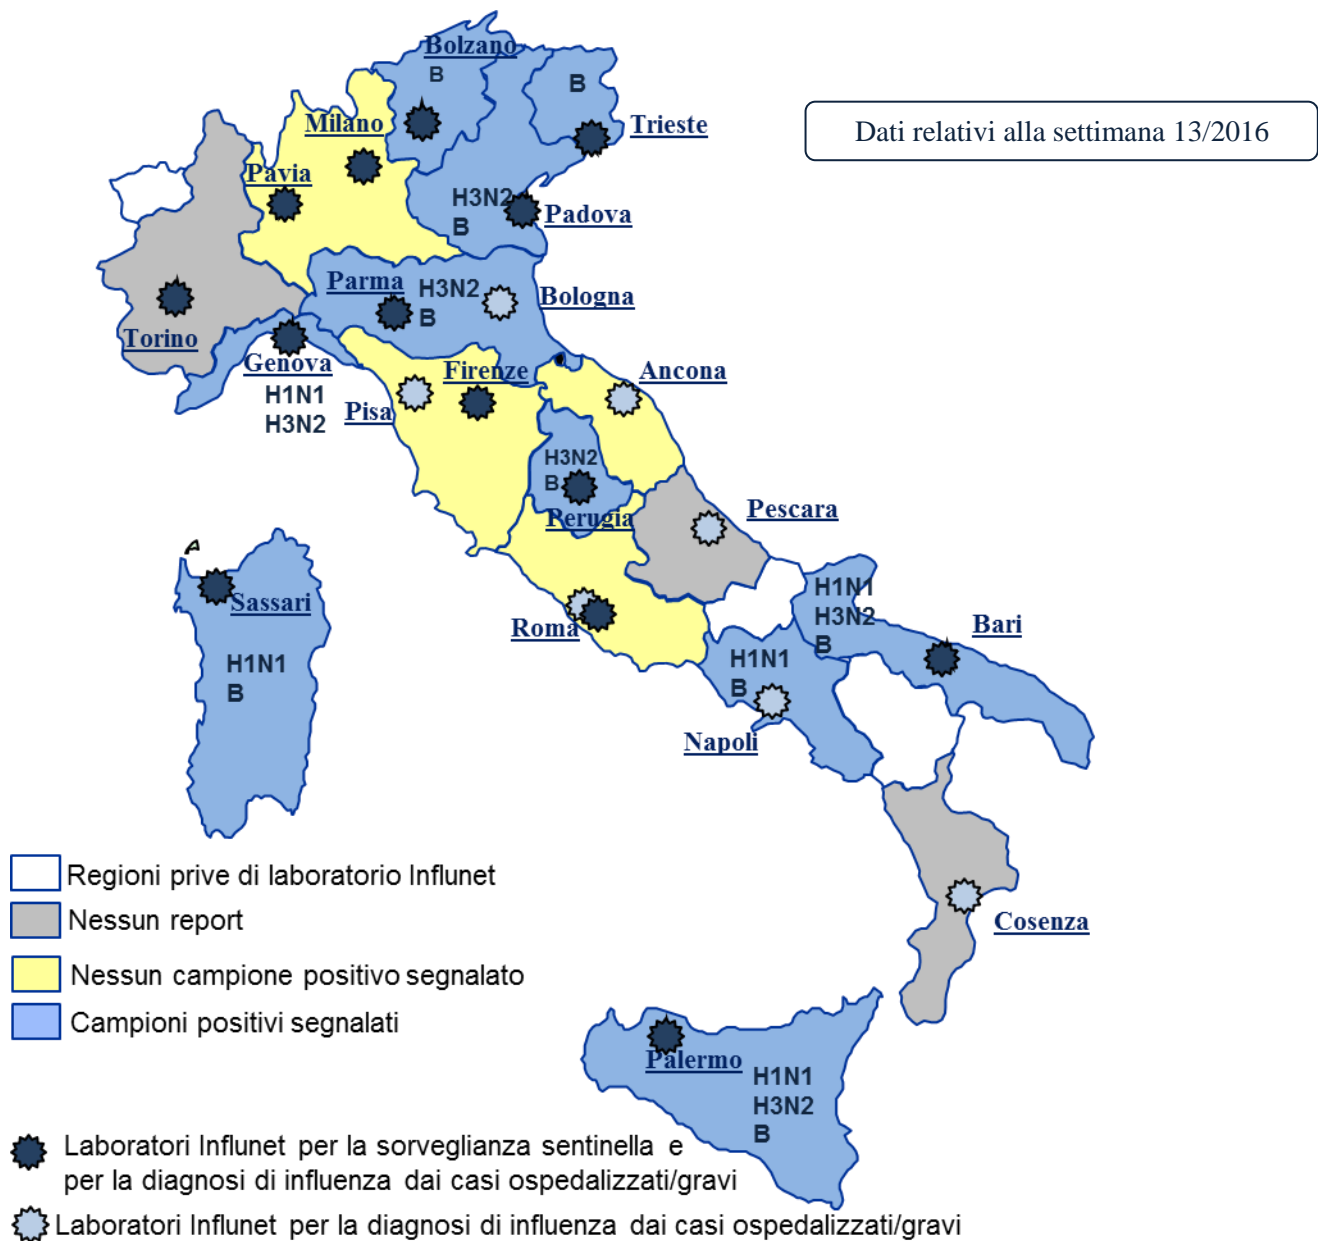 Bolzano
B
B
Milano
Trieste
Dati relativi alla settimana 13/2016
Pavia
H3N2
B
Padova
Parma
H3N2
B
Bologna
Torino
Genova
H1N1
H3N2
Firenze
Ancona
Pisa
H3N2
B
Perugia
Pescara
Sassari
H1N1
B
Roma
H1N1
H3N2
B
Bari
H1N1
B
Napoli
Regioni prive di laboratorio Influnet
Nessun report
Nessun campione positivo segnalato
Campioni positivi segnalati
Cosenza
Palermo
H1N1
H3N2
B
Laboratori Influnet per la sorveglianza sentinella e
per la diagnosi di influenza dai casi ospedalizzati/gravi
Laboratori Influnet per la diagnosi di influenza dai casi ospedalizzati/gravi